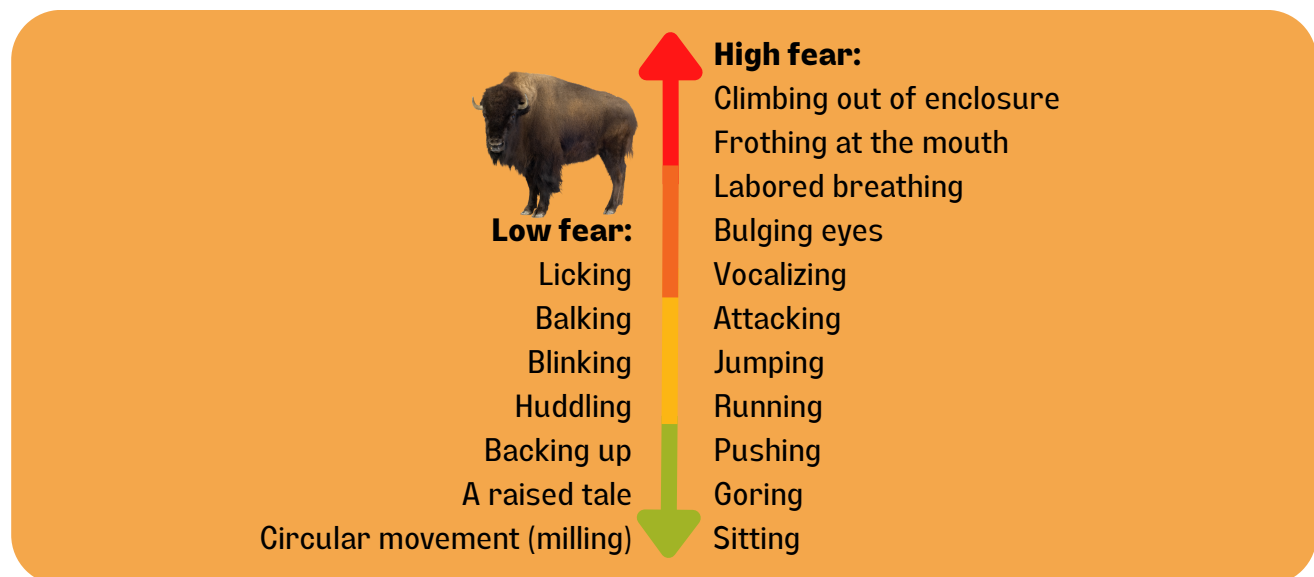 High fear:
Climbing out of enclosure
Frothing at the mouth
Labored breathing
Bulging eyes
Vocalizing
Attacking
Jumping
Running
Pushing
Goring
Sitting
Low fear:
Licking
Balking
Blinking
Huddling
Backing up
A raised tale
Circular movement (milling)